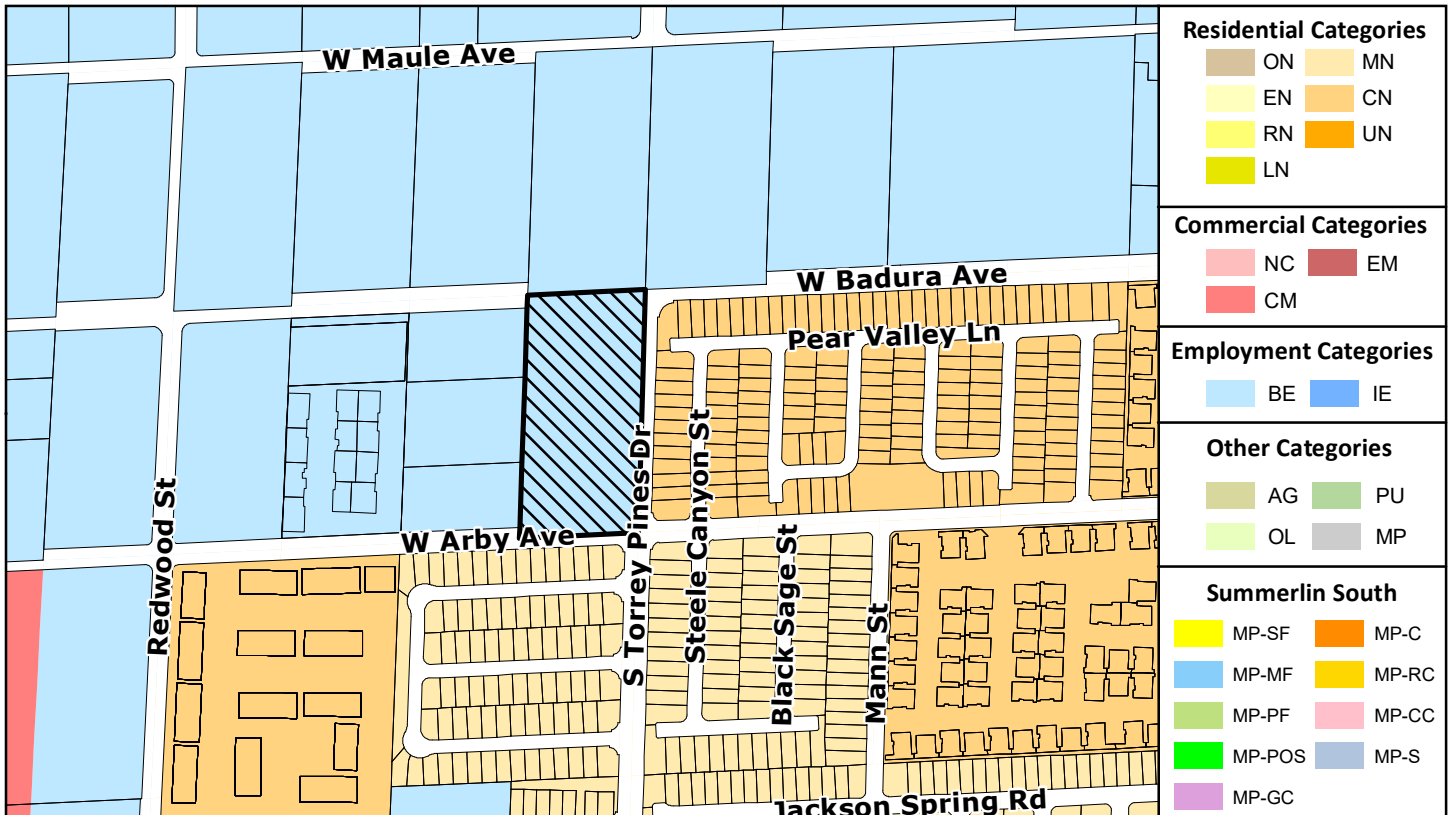 W Maule Ave
W Badura Ave
Pear Valley Ln
S Torrey Pines Dr
Steele Canyon St
Redwood St
W Arby Ave
Black Sage St
Mann St
Jackson Spring Rd
Residential Categories
ON MN
EN CN
RN UN
LN
Commercial Categories
NC EM
CM
Employment Categories
BE IE
Other Categories
AG PU
OL MP
Summerlin South
MP-SF MP-C
MP-MF MP-RC
MP-PF MP-CC
MP-POS MP-S
MP-GC